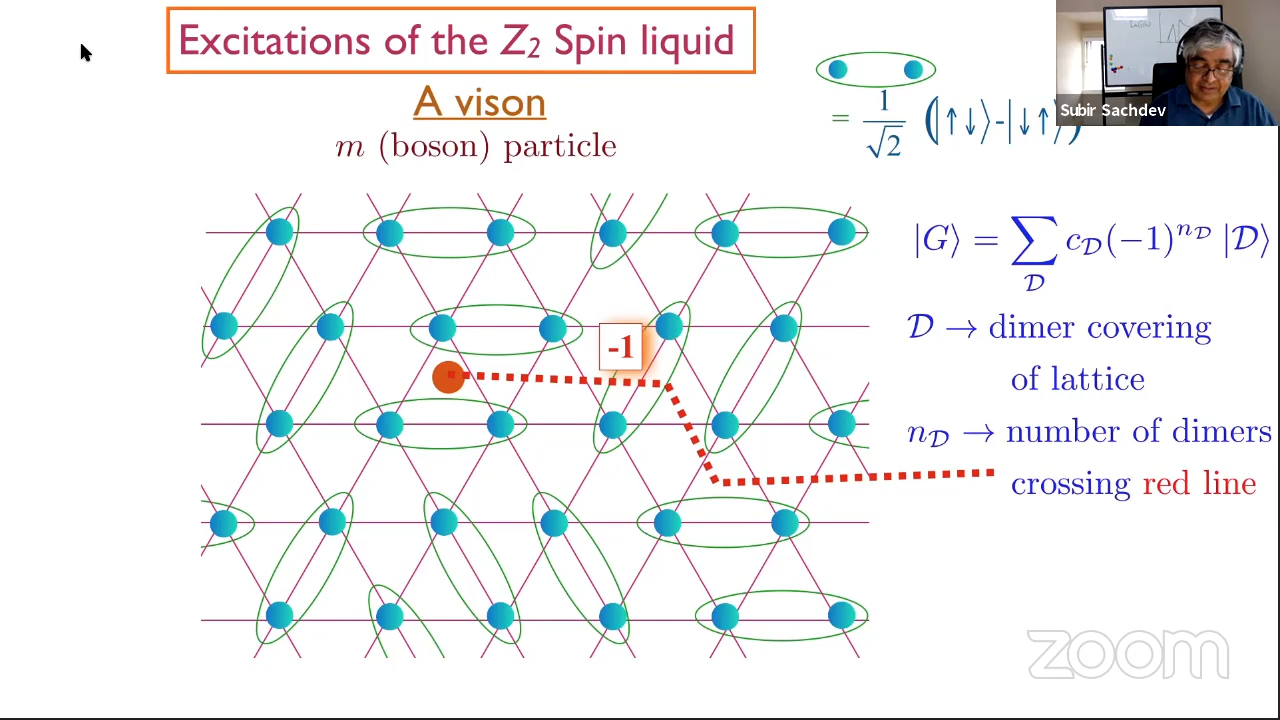 Excitations of the Z₂ Spin liquid
A vison
m (boson) particle
= 1/√2 (|↑↓⟩-|↓↑⟩)
Subir Sachdev
|G⟩ = ∑_𝒟 c_𝒟 (−1)^{n_𝒟} |𝒟⟩
-1
𝒟 → dimer covering
of lattice
n_𝒟 → number of dimers
crossing red line
zoom